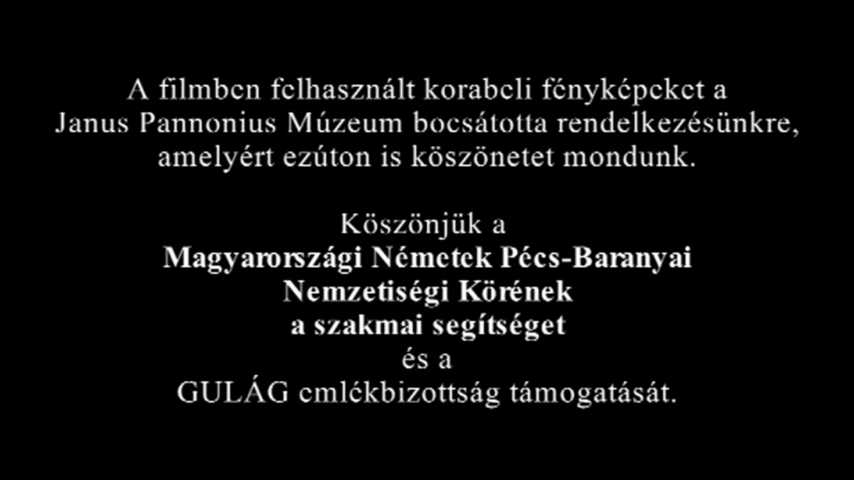 A filmben felhasznált korabeli fényképeket a
Janus Pannonius Múzeum bocsátotta rendelkezésünkre,
amelyért ezúton is köszönetet mondunk.
Köszönjük a
Magyarországi Németek Pécs-Baranyai
Nemzetiségi Körének
a szakmai segítséget
és a
GULÁG emlékbizottság támogatását.